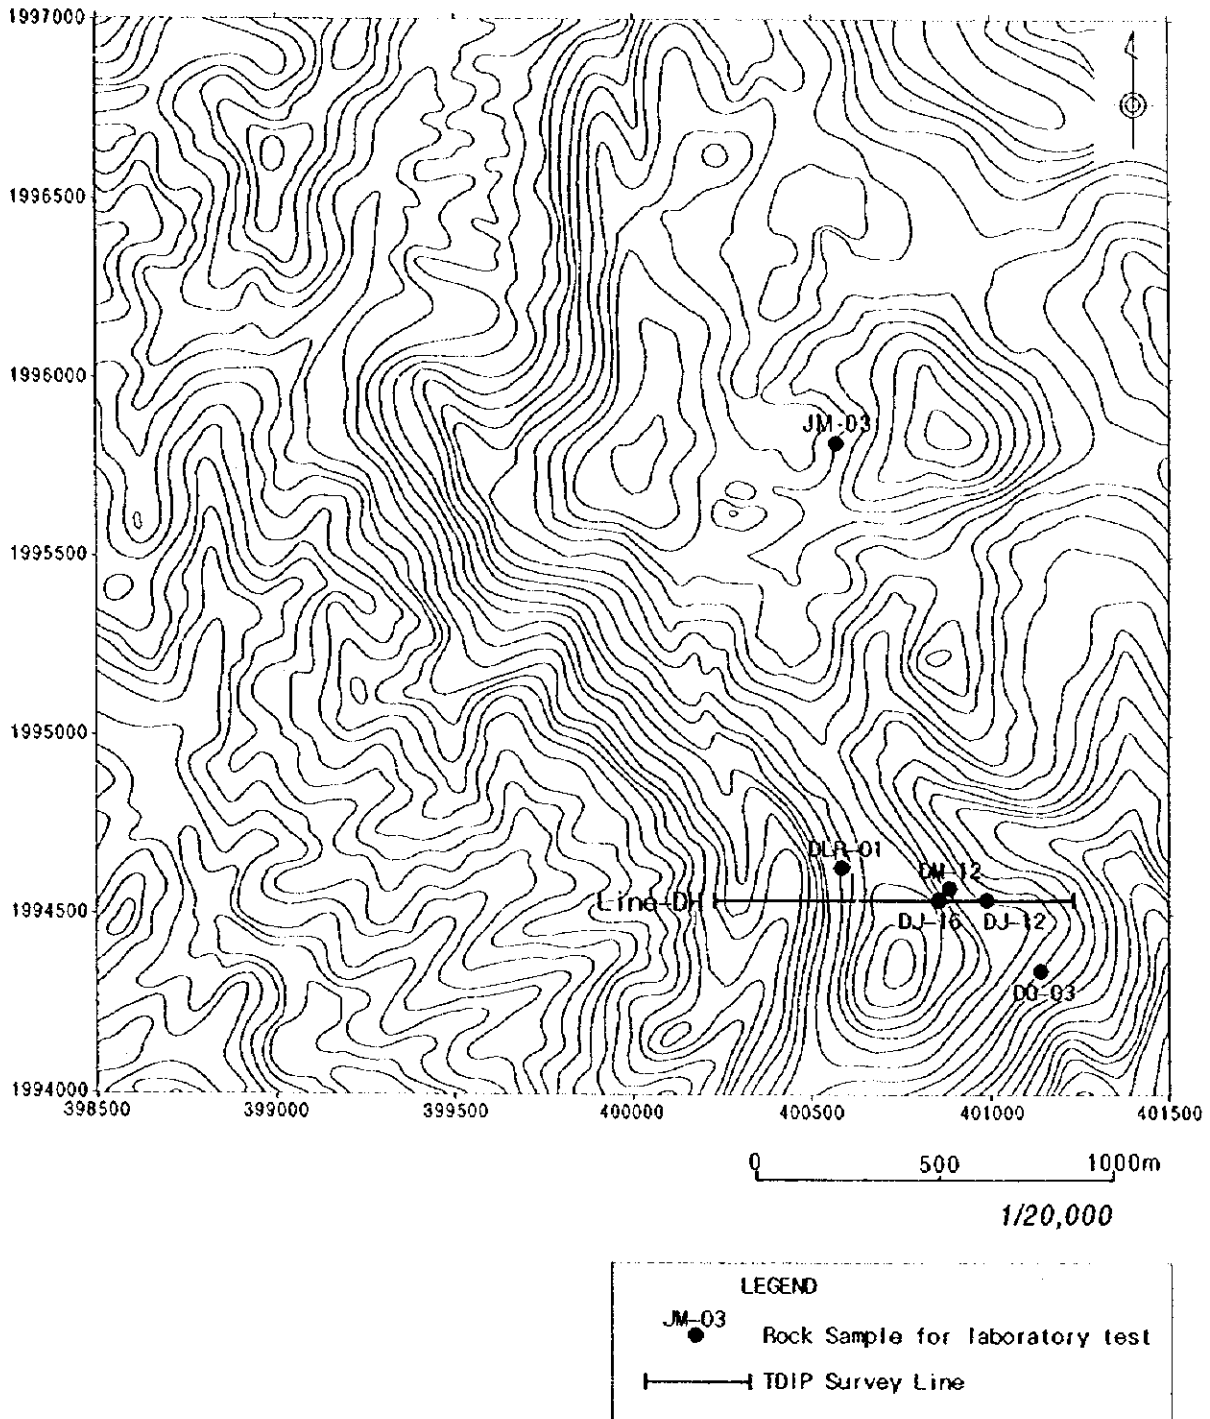 1997000
1996500
1996000
JM-03
1995500
1995000
DLR-01
DM-12
Line-DH
1994500
DJ-16 DJ-12
DO-03
1994000
398500 399000 399500 400000 400500 401000 401500
0 500 1000m
1/20,000
LEGEND
JM-03
Rock Sample for laboratory test
TDIP Survey Line